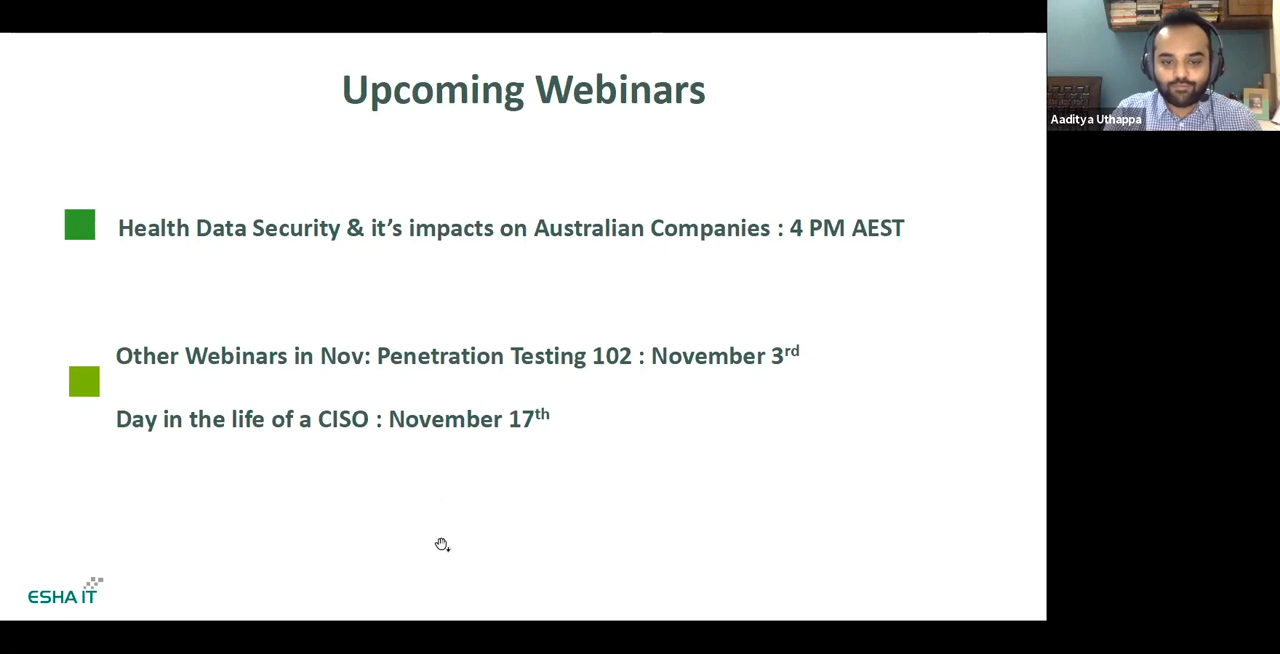 Upcoming Webinars
Aaditya Uthappa
Health Data Security & it’s impacts on Australian Companies : 4 PM AEST
Other Webinars in Nov: Penetration Testing 102 : November 3rd
Day in the life of a CISO : November 17th
ESHA IT